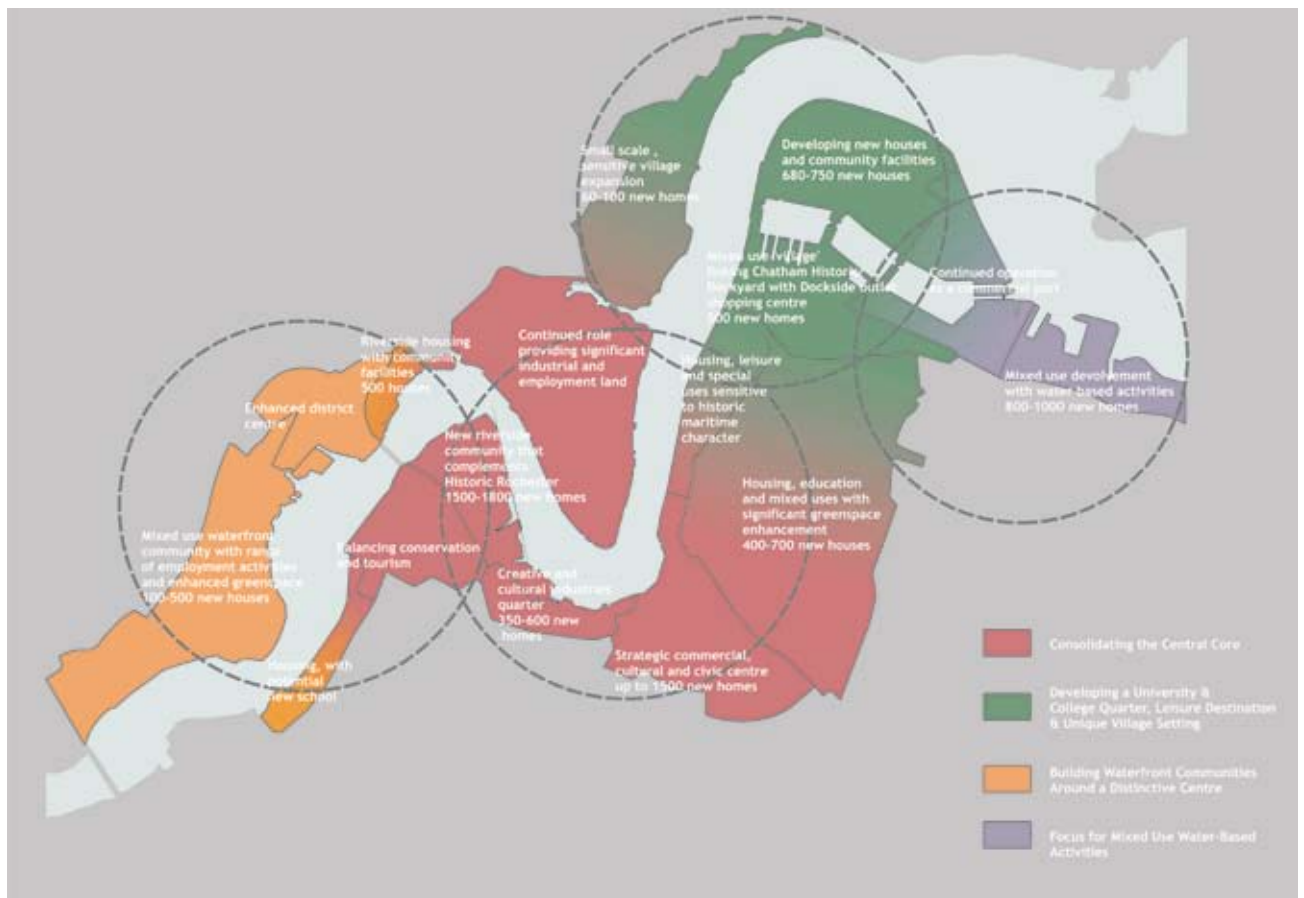 Small scale ,
sensitive village
expansion
60-100 new homes
Developing new houses
and community facilities
680-750 new houses
Mixed use 'village'
Chatham Historic
Dockyard with Dockside outlet
shopping centre
500 new homes
Continued operation
as a commercial port
Mixed use devolvement
with water based activities
800-1000 new homes
Riverside housing
with community
facilities
500 houses
Continued role
providing significant
industrial and
employment land
Housing, leisure
and special
uses sensitive
to historic
maritime
character
Enhanced district
centre
New riverside
community that
complements
Historic Rochester
1500-1800 new homes
Housing, education
and mixed uses with
significant greenspace
enhancement
400-700 new houses
Mixed use waterfront
community with range
of employment activities
and enhanced greenspace
100-500 new houses
Balancing conservation
and tourism
Creative and
cultural industries
quarter
350-600 new
homes
Housing, with
potential
new school
Strategic commercial,
cultural and civic centre
up to 1500 new homes
Consolidating the Central Core
Developing a University &
College Quarter, Leisure Destination
& Unique Village Setting
Building Waterfront Communities
Around a Distinctive Centre
Focus for Mixed Use Water-Based
Activities